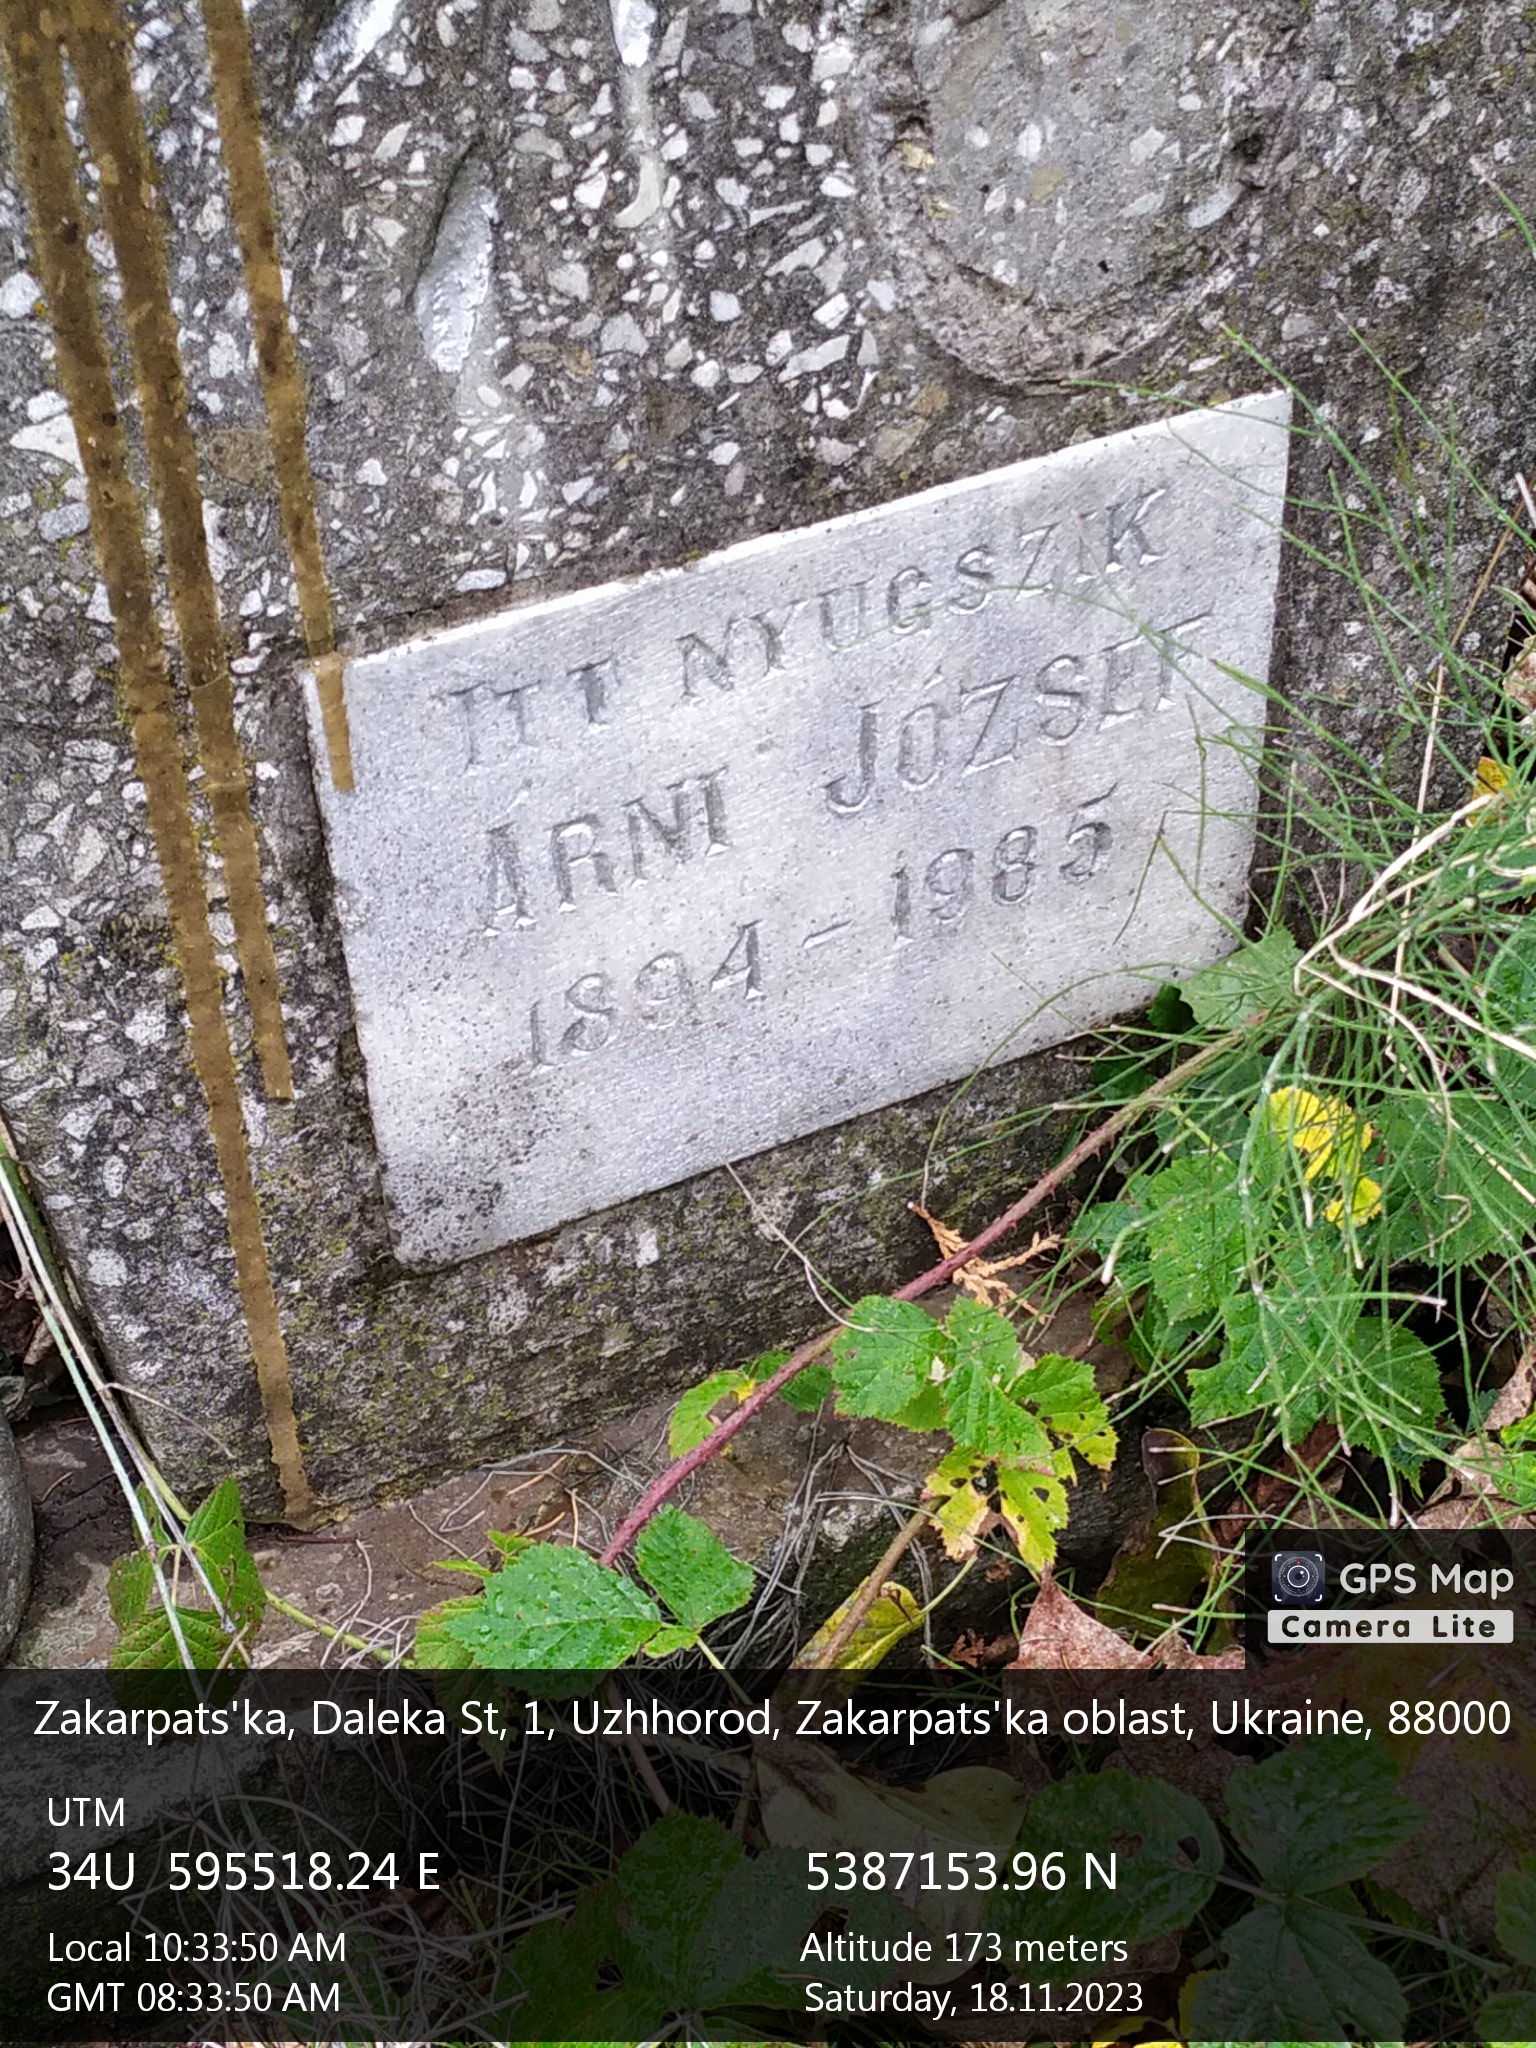 ITT NYUGSZIK
ÁRNI JÓZSEF
1894 – 1985
GPS Map
Camera Lite
Zakarpats'ka, Daleka St, 1, Uzhhorod, Zakarpats'ka oblast, Ukraine, 88000
UTM
34U 595518.24 E
5387153.96 N
Local 10:33:50 AM
Altitude 173 meters
GMT 08:33:50 AM
Saturday, 18.11.2023